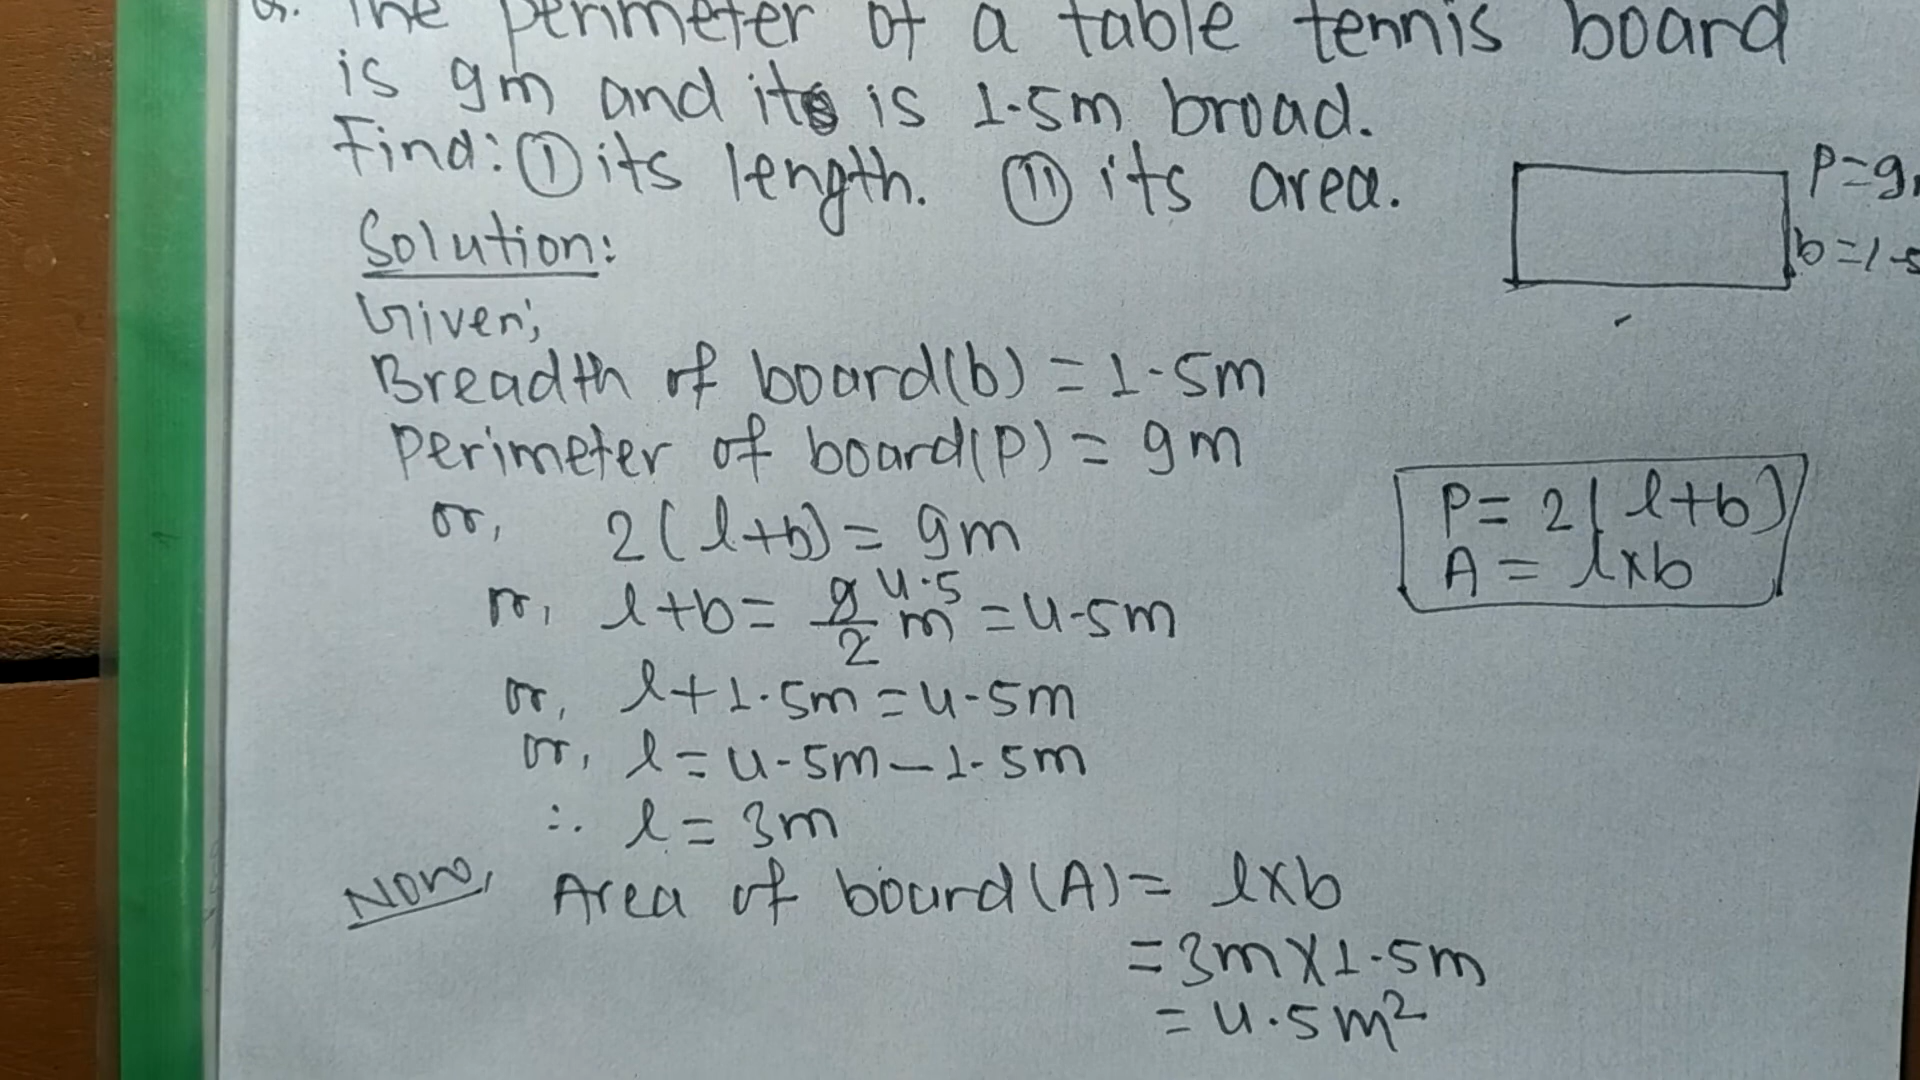 Q. The perimeter of a table tennis board
is 9m and it is 1.5m broad.
Find: (i) its length. (ii) its area.
P=9
b=1.5
Solution:
Given;
Breadth of board(b) = 1.5m
Perimeter of board(P) = 9m
or, 2(l+b) = 9m
or, l+b = 9/2 m 4.5 = 4.5m
or, l+1.5m = 4.5m
or, l = 4.5m – 1.5m
∴ l = 3m
P = 2(l+b)
A = l×b
Now, Area of board(A) = l×b
= 3m × 1.5m
= 4.5m²